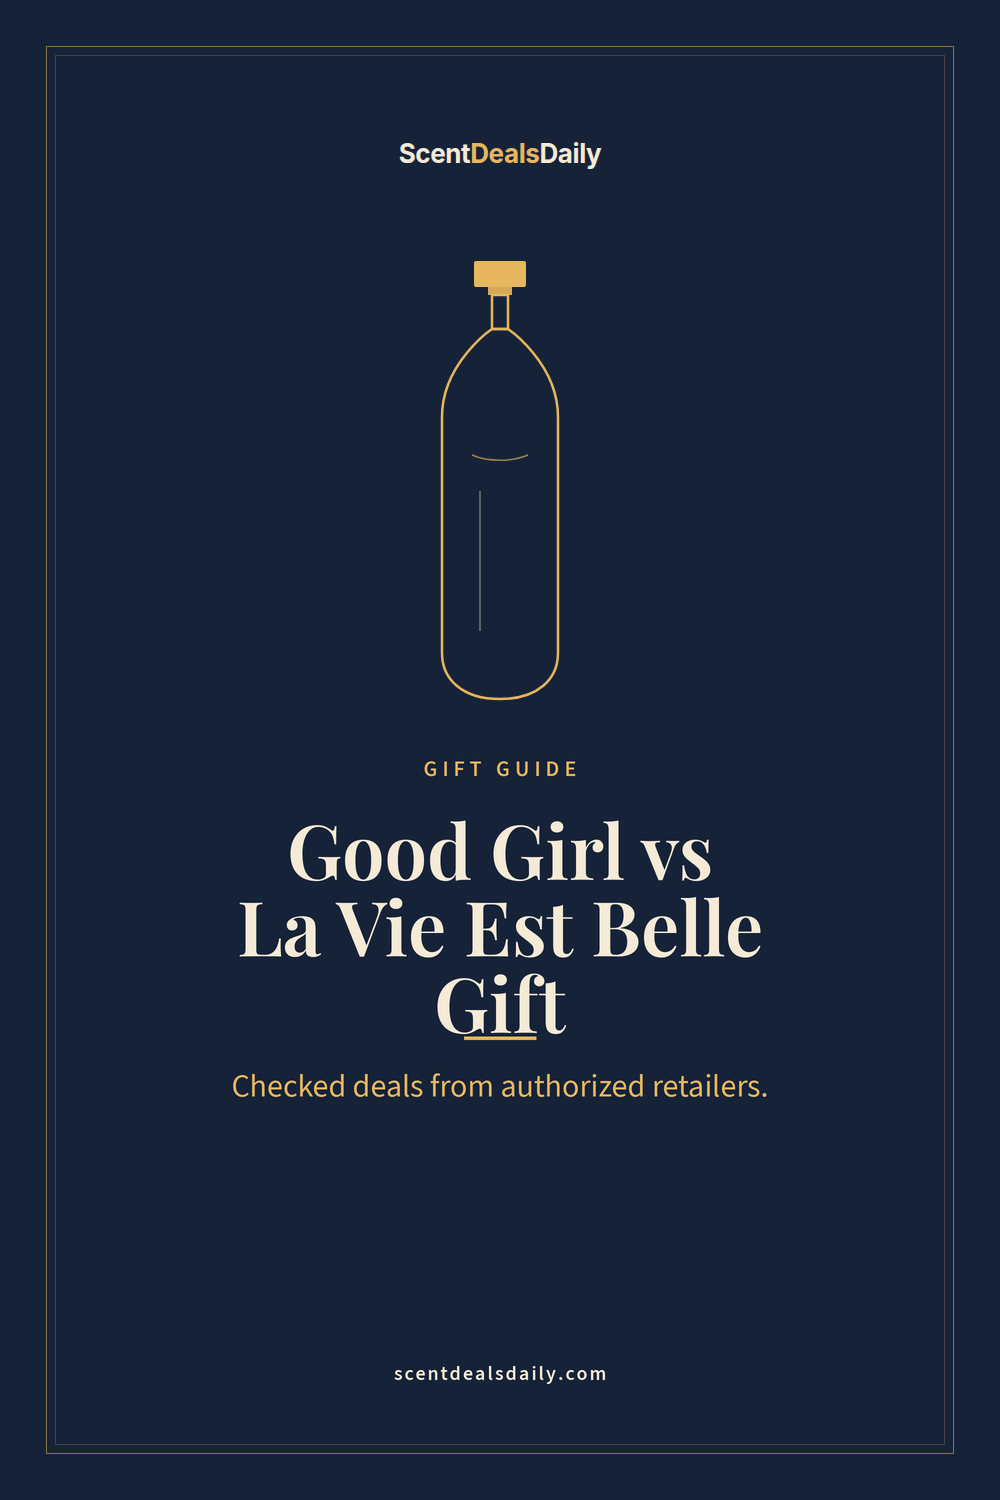 ScentDealsDaily
GIFT GUIDE
Good Girl vs
La Vie Est Belle
Gift
Checked deals from authorized retailers.
scentdealsdaily.com